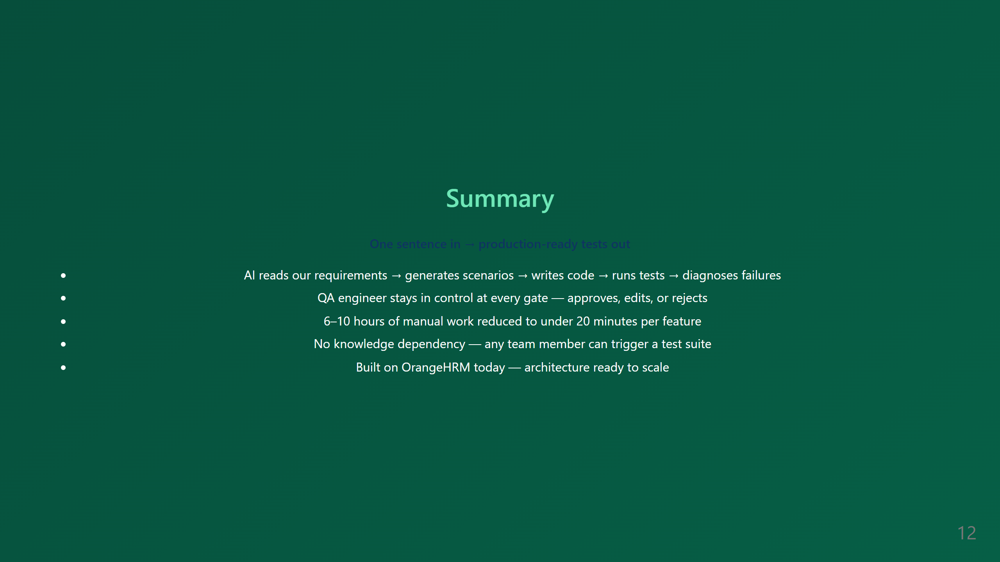 Summary
One sentence in → production-ready tests out
• AI reads our requirements → generates scenarios → writes code → runs tests → diagnoses failures
• QA engineer stays in control at every gate — approves, edits, or rejects
• 6–10 hours of manual work reduced to under 20 minutes per feature
• No knowledge dependency — any team member can trigger a test suite
• Built on OrangeHRM today — architecture ready to scale
12